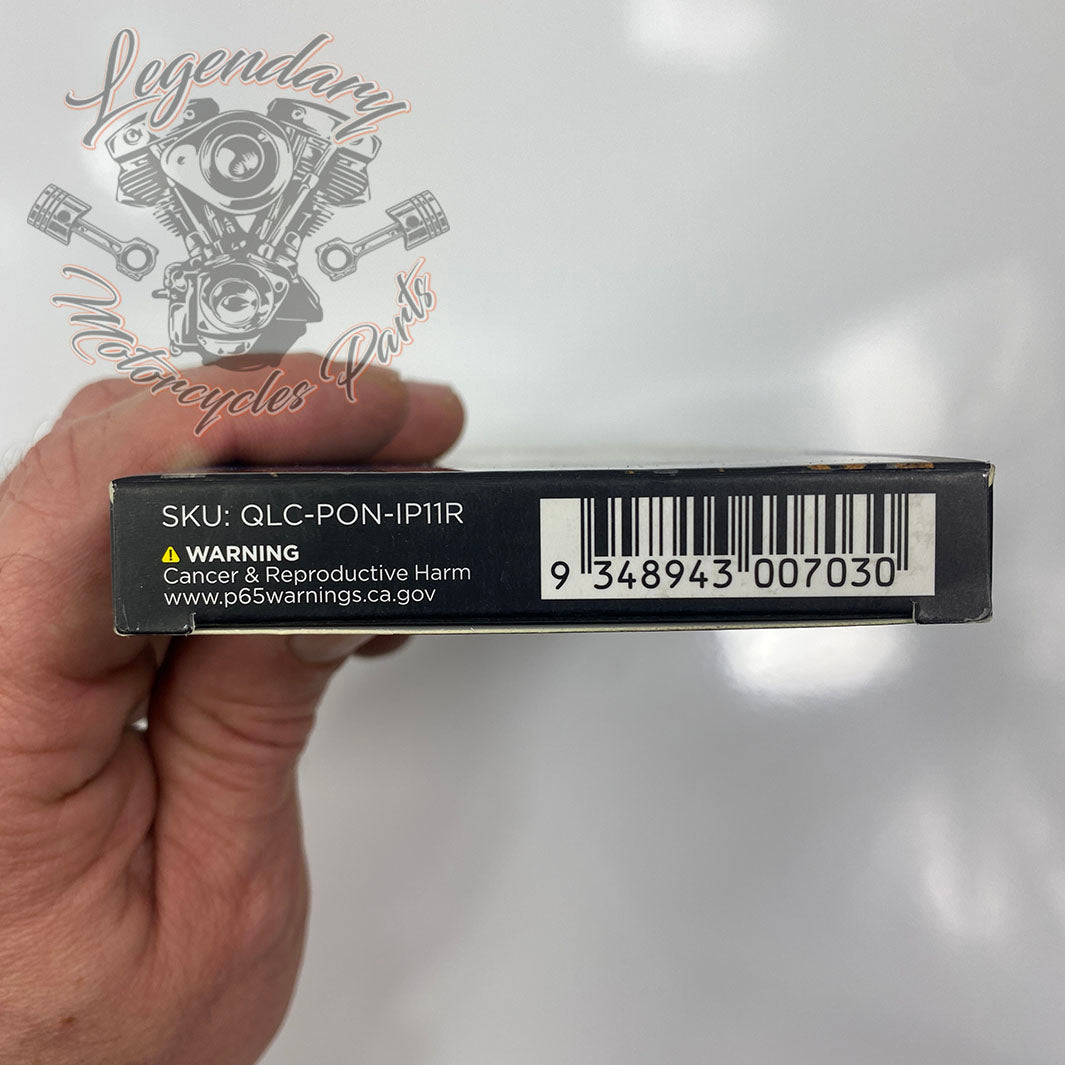 Legendary
Motorcycles Parts
SKU: QLC-PON-IP11R
WARNING
Cancer & Reproductive Harm
www.p65warnings.ca.gov
9 348943 007030